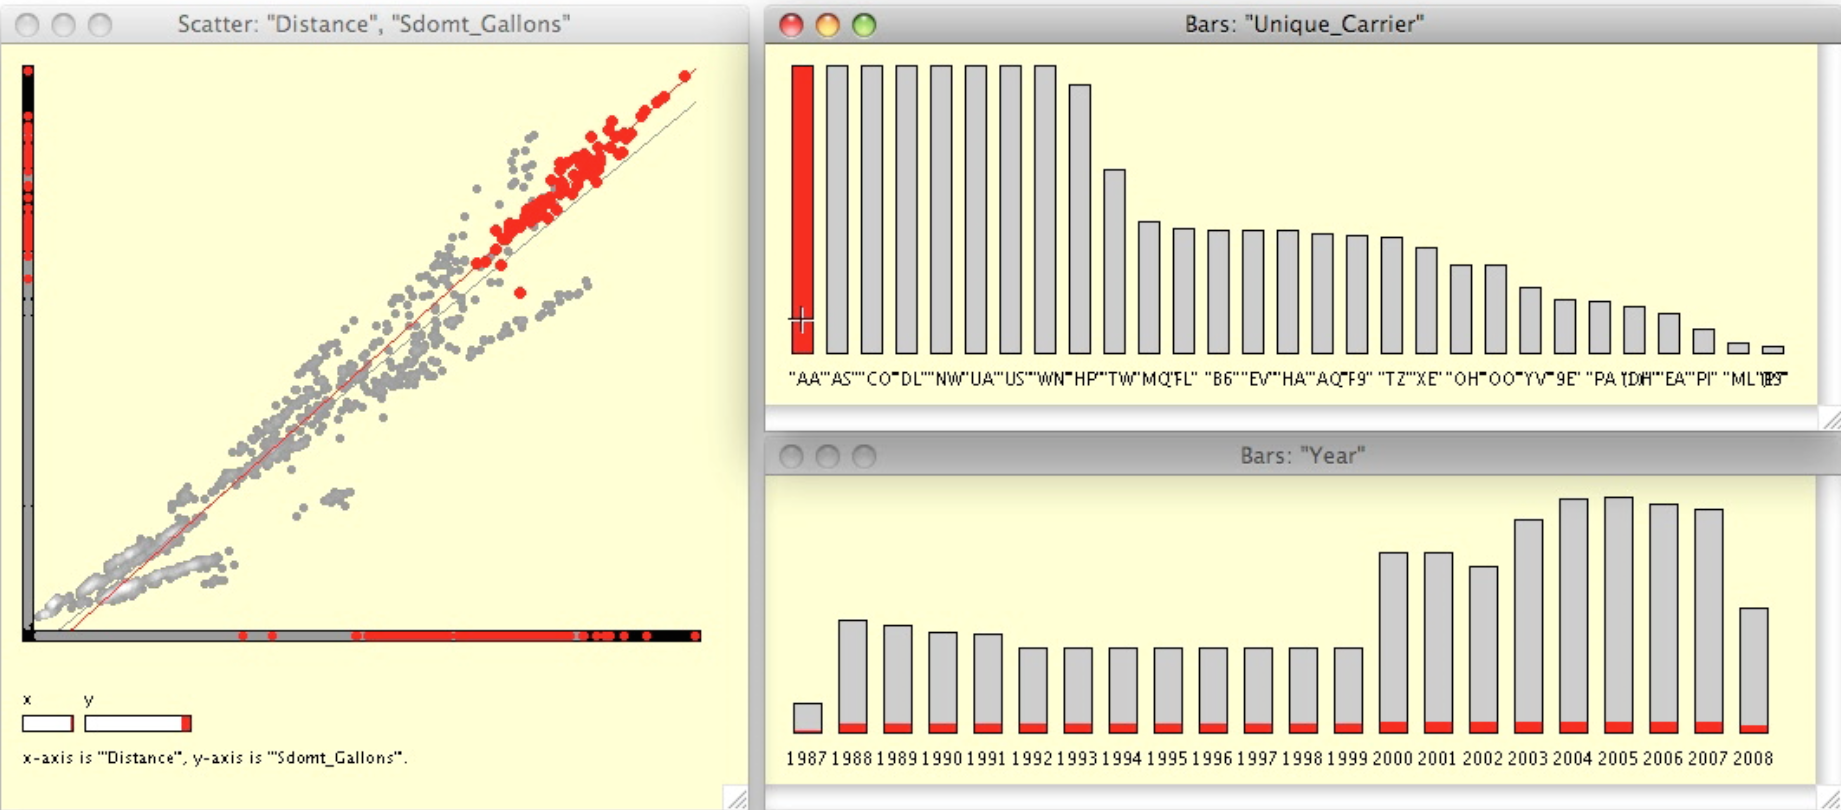 Scatter: "Distance", "Sdomt_Gallons"
x y
x-axis is "Distance", y-axis is "Sdomt_Gallons".
Bars: "Unique_Carrier"
"AA" "AS" "CO" "DL" "NW" "UA" "US" "WN" "HP" "TW" "MQ" "FL" "B6" "EV" "HA" "AQ" "F9" "TZ" "XE" "OH" "OO" "YV" "9E" "PA "EA" "PI" "ML"
Bars: "Year"
1987 1988 1989 1990 1991 1992 1993 1994 1995 1996 1997 1998 1999 2000 2001 2002 2003 2004 2005 2006 2007 2008